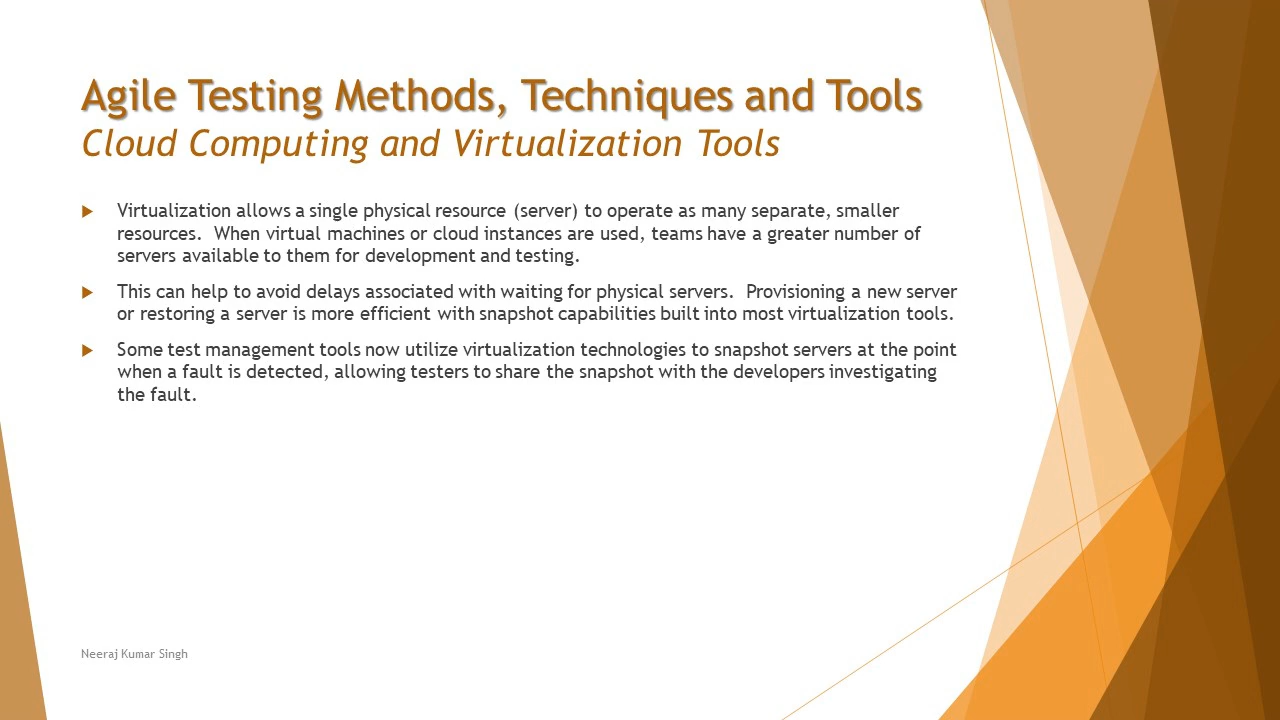 Agile Testing Methods, Techniques and Tools
Cloud Computing and Virtualization Tools
Virtualization allows a single physical resource (server) to operate as many separate, smaller
resources.  When virtual machines or cloud instances are used, teams have a greater number of
servers available to them for development and testing.
This can help to avoid delays associated with waiting for physical servers.  Provisioning a new server
or restoring a server is more efficient with snapshot capabilities built into most virtualization tools.
Some test management tools now utilize virtualization technologies to snapshot servers at the point
when a fault is detected, allowing testers to share the snapshot with the developers investigating
the fault.
Neeraj Kumar Singh